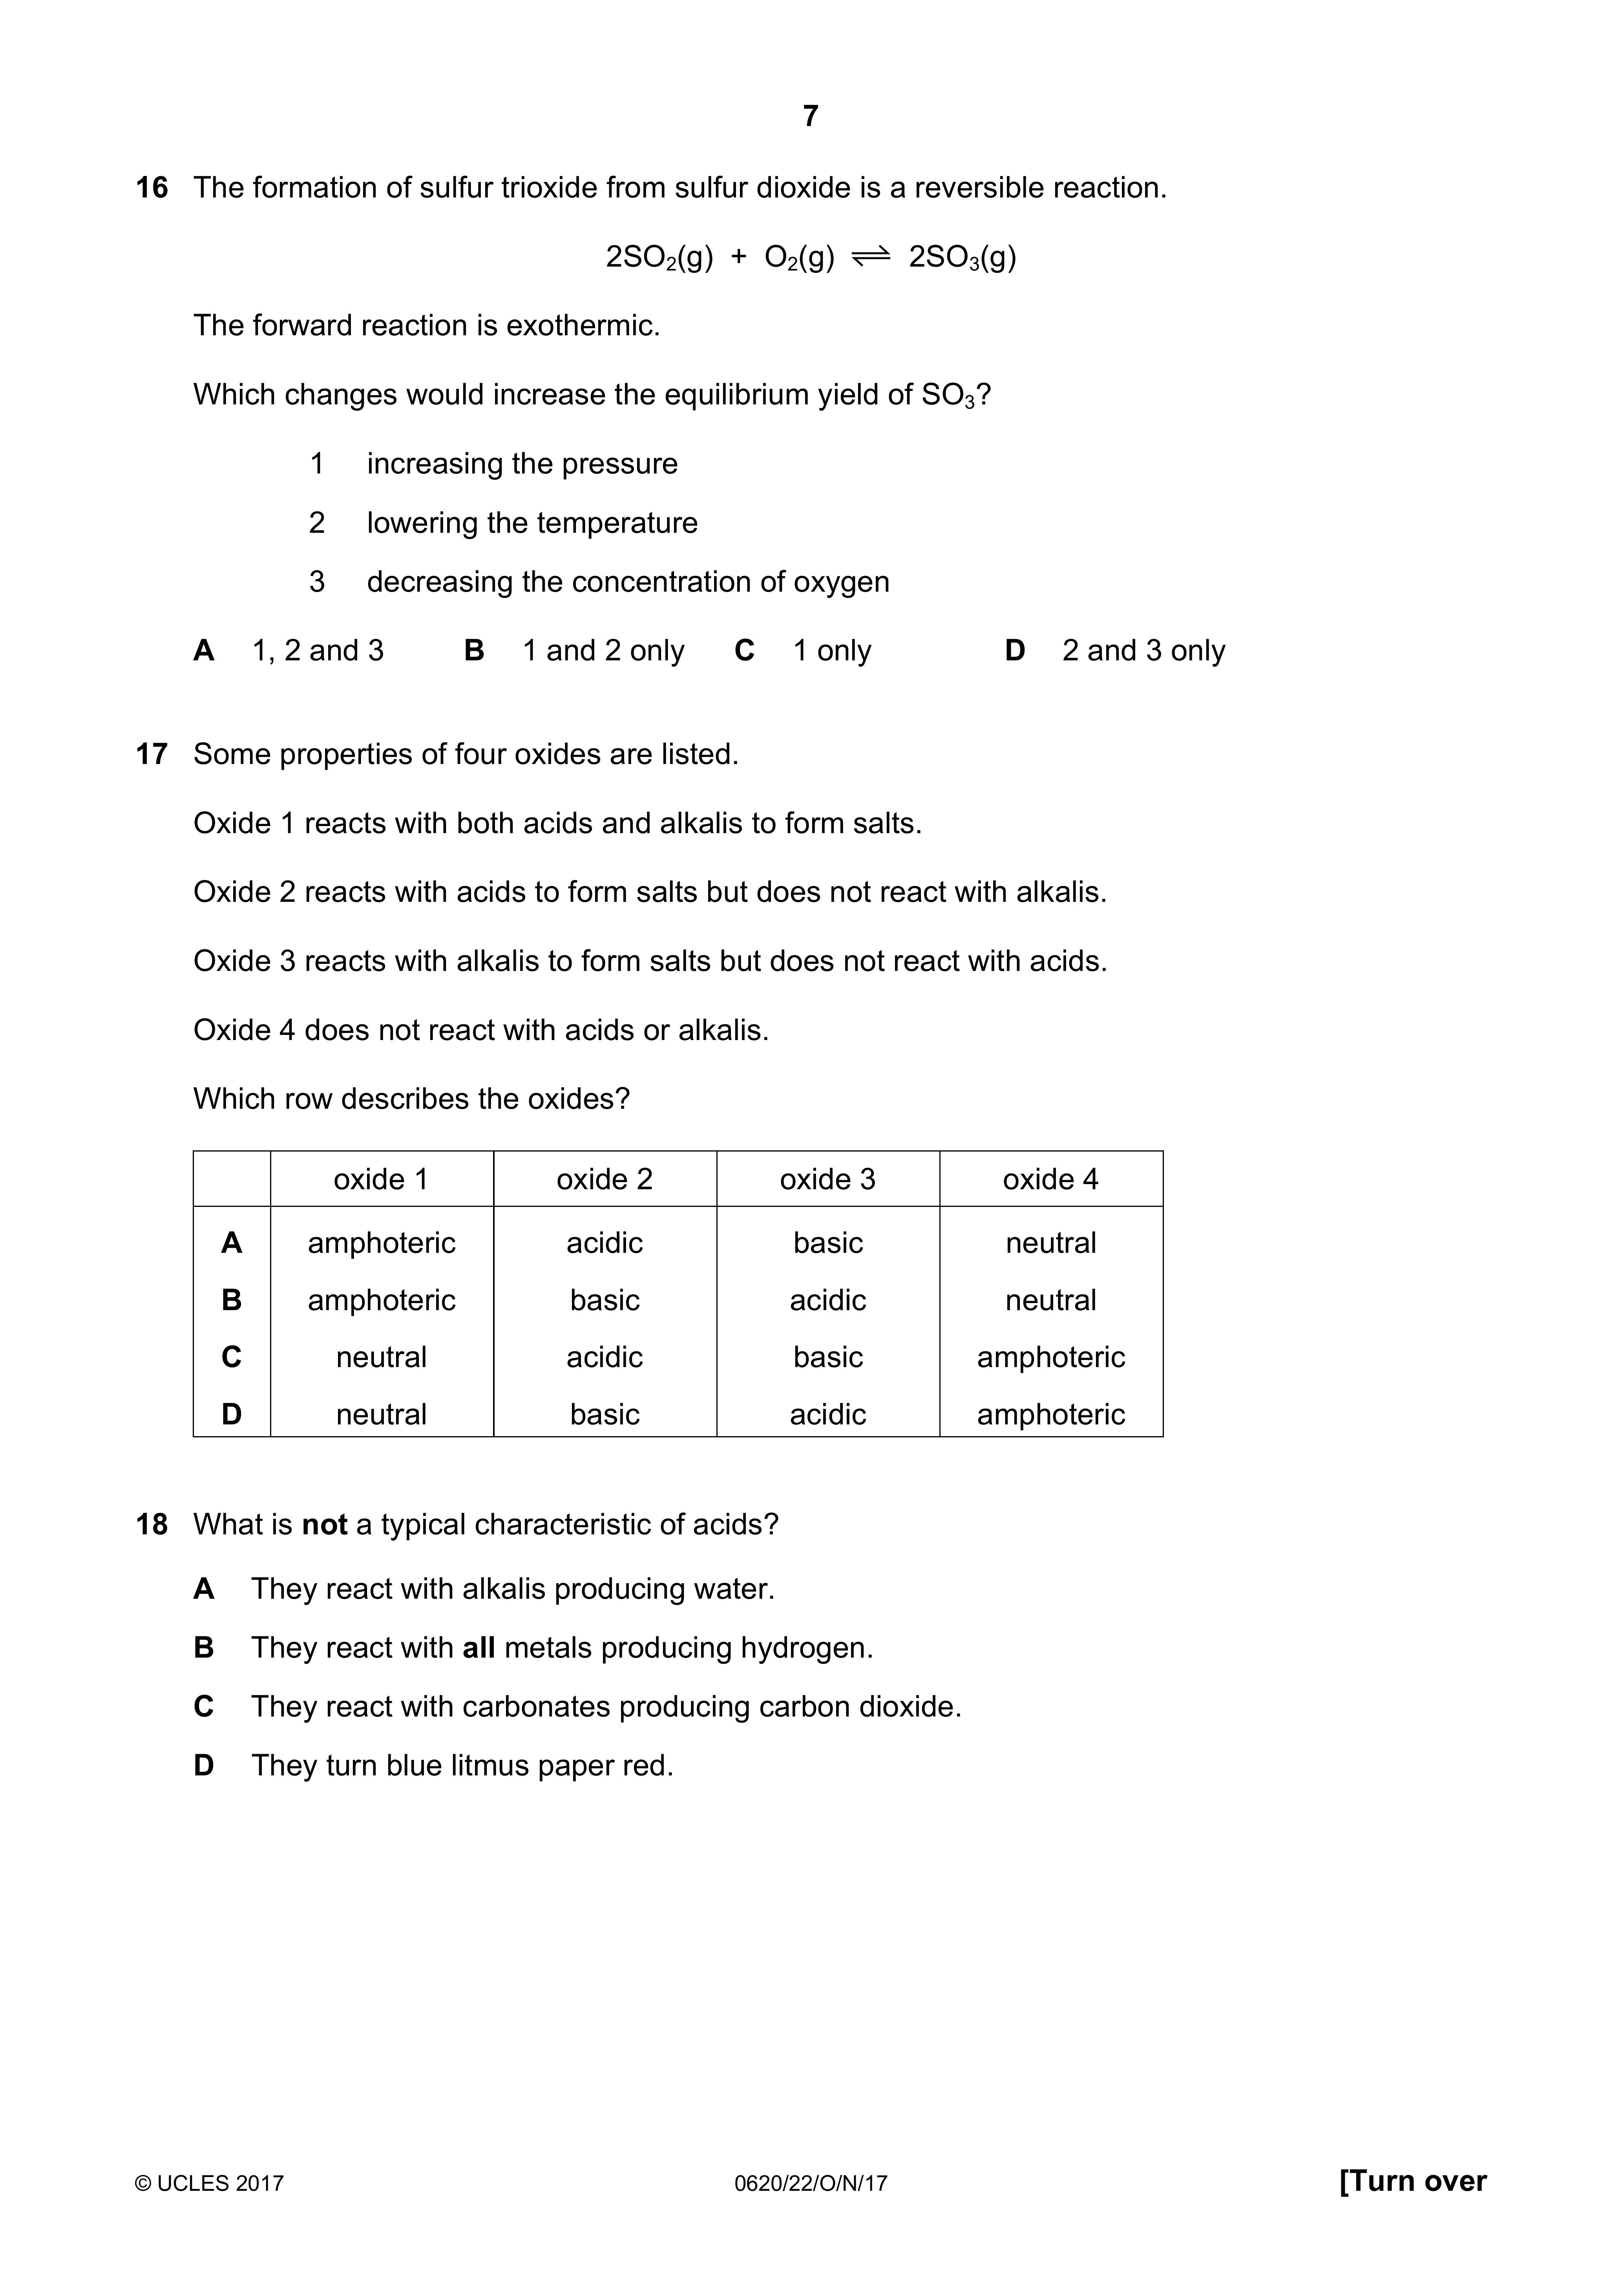 7
16 The formation of sulfur trioxide from sulfur dioxide is a reversible reaction.
2SO₂(g) + O₂(g) ⇌ 2SO₃(g)
The forward reaction is exothermic.
Which changes would increase the equilibrium yield of SO₃?
1 increasing the pressure
2 lowering the temperature
3 decreasing the concentration of oxygen
A 1, 2 and 3 B 1 and 2 only C 1 only D 2 and 3 only
17 Some properties of four oxides are listed.
Oxide 1 reacts with both acids and alkalis to form salts.
Oxide 2 reacts with acids to form salts but does not react with alkalis.
Oxide 3 reacts with alkalis to form salts but does not react with acids.
Oxide 4 does not react with acids or alkalis.
Which row describes the oxides?
oxide 1 oxide 2 oxide 3 oxide 4
A amphoteric acidic basic neutral
B amphoteric basic acidic neutral
C neutral acidic basic amphoteric
D neutral basic acidic amphoteric
18 What is not a typical characteristic of acids?
A They react with alkalis producing water.
B They react with all metals producing hydrogen.
C They react with carbonates producing carbon dioxide.
D They turn blue litmus paper red.
© UCLES 2017 0620/22/O/N/17 [Turn over